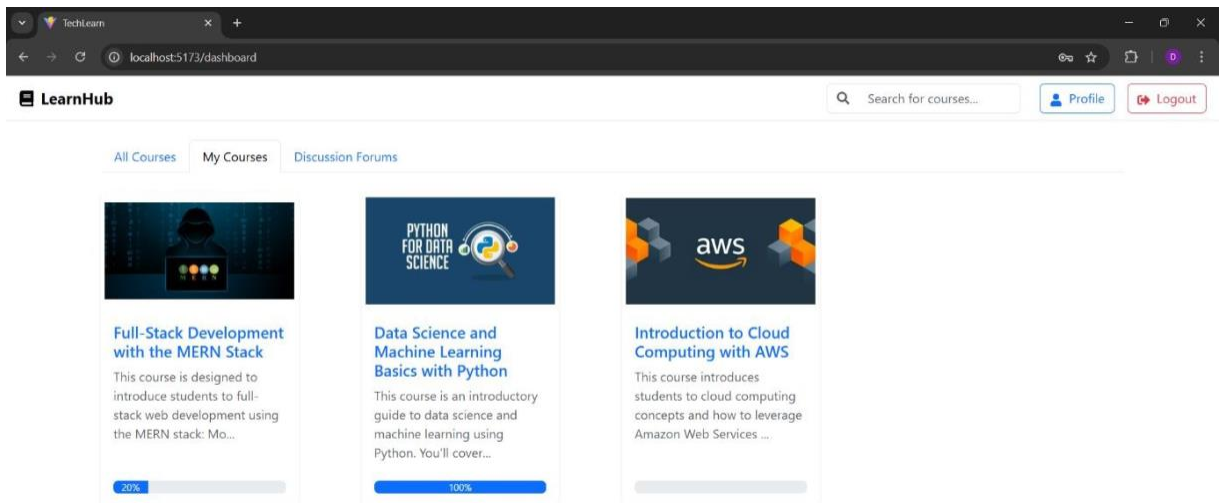 TechLearn
localhost:5173/dashboard
D
LearnHub
Search for courses...
Profile
Logout
All Courses
My Courses
Discussion Forums
MERN
PYTHON
FOR DATA
SCIENCE
aws
Full-Stack Development
with the MERN Stack
This course is designed to
introduce students to full-
stack web development using
the MERN stack: Mo...
20%
Data Science and
Machine Learning
Basics with Python
This course is an introductory
guide to data science and
machine learning using
Python. You'll cover...
100%
Introduction to Cloud
Computing with AWS
This course introduces
students to cloud computing
concepts and how to leverage
Amazon Web Services ...